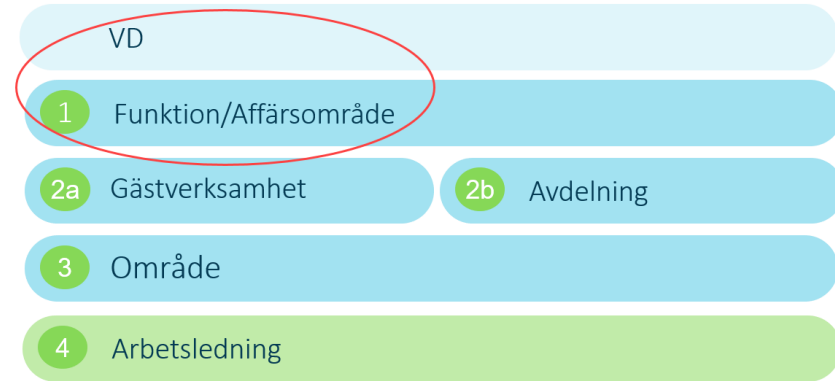 VD
1 Funktion/Affärsområde
2a Gästverksamhet 2b Avdelning
3 Område
4 Arbetsledning